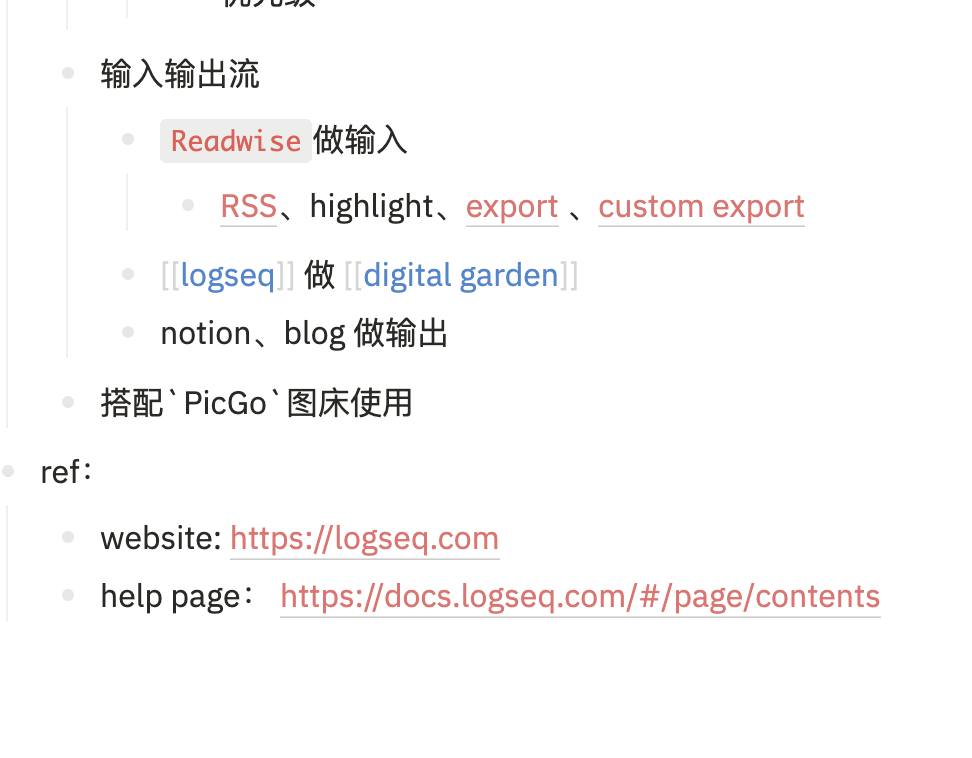 输入输出流
Readwise 做输入
RSS、highlight、export 、custom export
[[logseq]] 做 [[digital garden]]
notion、blog 做输出
搭配`PicGo`图床使用
ref：
website: https://logseq.com
help page： https://docs.logseq.com/#/page/contents